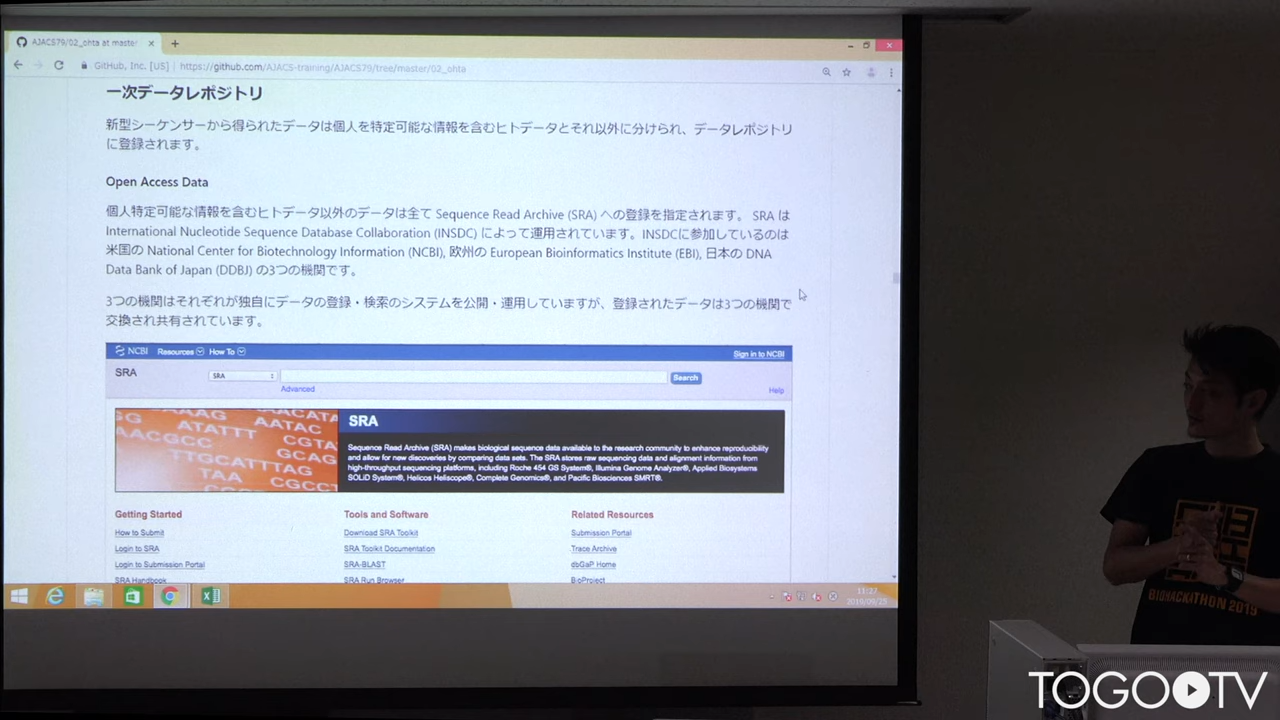 AJACS79/02_ohta at master
GitHub, Inc. [US] | https://github.com/AJACS-training/AJACS79/tree/master/02_ohta
一次データレポジトリ
新型シーケンサーから得られたデータは個人を特定可能な情報を含むヒトデータとそれ以外に分けられ、データレポジトリ
に登録されます。
Open Access Data
個人特定可能な情報を含むヒトデータ以外のデータは全て Sequence Read Archive (SRA) への登録を指定されます。 SRA は
International Nucleotide Sequence Database Collaboration (INSDC) によって運用されています。INSDCに参加しているのは
米国の National Center for Biotechnology Information (NCBI), 欧州の European Bioinformatics Institute (EBI), 日本の DNA
Data Bank of Japan (DDBJ) の3つの機関です。
3つの機関はそれぞれが独自にデータの登録・検索のシステムを公開・運用していますが、登録されたデータは3つの機関で
交換され共有されています。
NCBI Resources How To Sign in to NCBI
SRA SRA Search
Advanced Help
AAAG AACATA
GG ATATTT AATAC
AACGCC CGTA
TTGCATTTAG GCAG
TAA CGCCT
SRA
Sequence Read Archive (SRA) makes biological sequence data available to the research community to enhance reproducibility
and allow for new discoveries by comparing data sets. The SRA stores raw sequencing data and alignment information from
high-throughput sequencing platforms, including Roche 454 GS System®, Illumina Genome Analyzer®, Applied Biosystems
SOLiD System®, Helicos Heliscope®, Complete Genomics®, and Pacific Biosciences SMRT®.
Getting Started Tools and Software Related Resources
How to Submit Download SRA Toolkit Submission Portal
Login to SRA SRA Toolkit Documentation Trace Archive
Login to Submission Portal SRA-BLAST dbGaP Home
SRA Handbook SRA Run Browser BioProject
11:27
2019/09/25
BIOHACKATHON 2019
TOGOTV